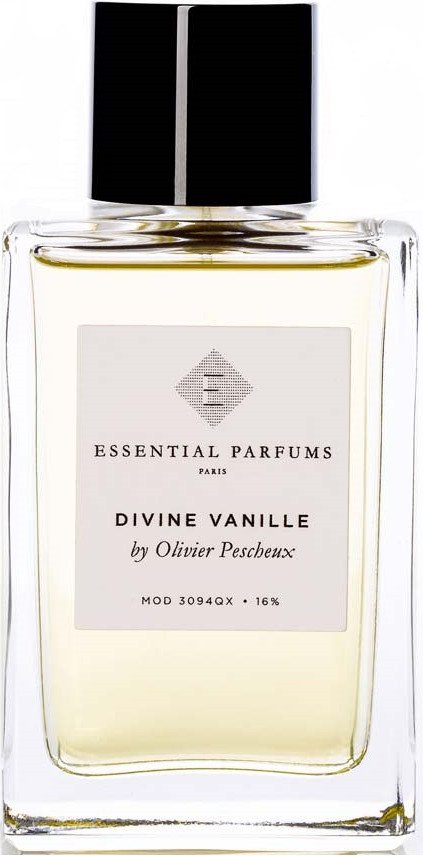 E
ESSENTIAL PARFUMS
PARIS
DIVINE VANILLE
by Olivier Pescheux
MOD 3094QX • 16%